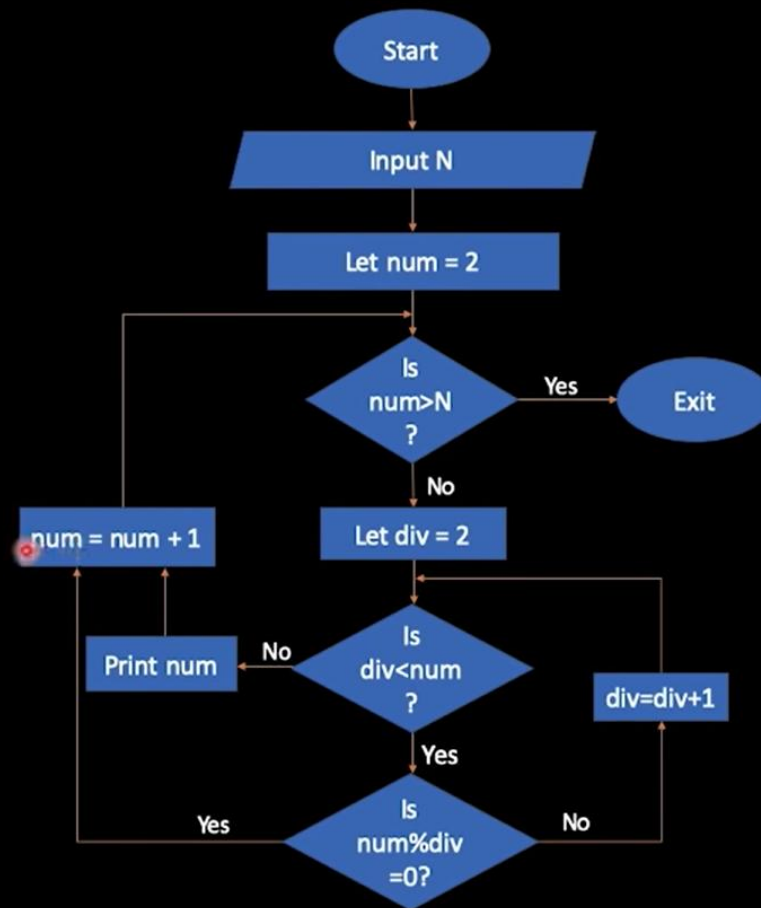 Start
Input N
Let num = 2
Is
num>N
?
Yes
Exit
No
num = num + 1
Let div = 2
Is
div<num
?
No
Print num
div=div+1
Yes
Is
num%div
=0?
Yes
No